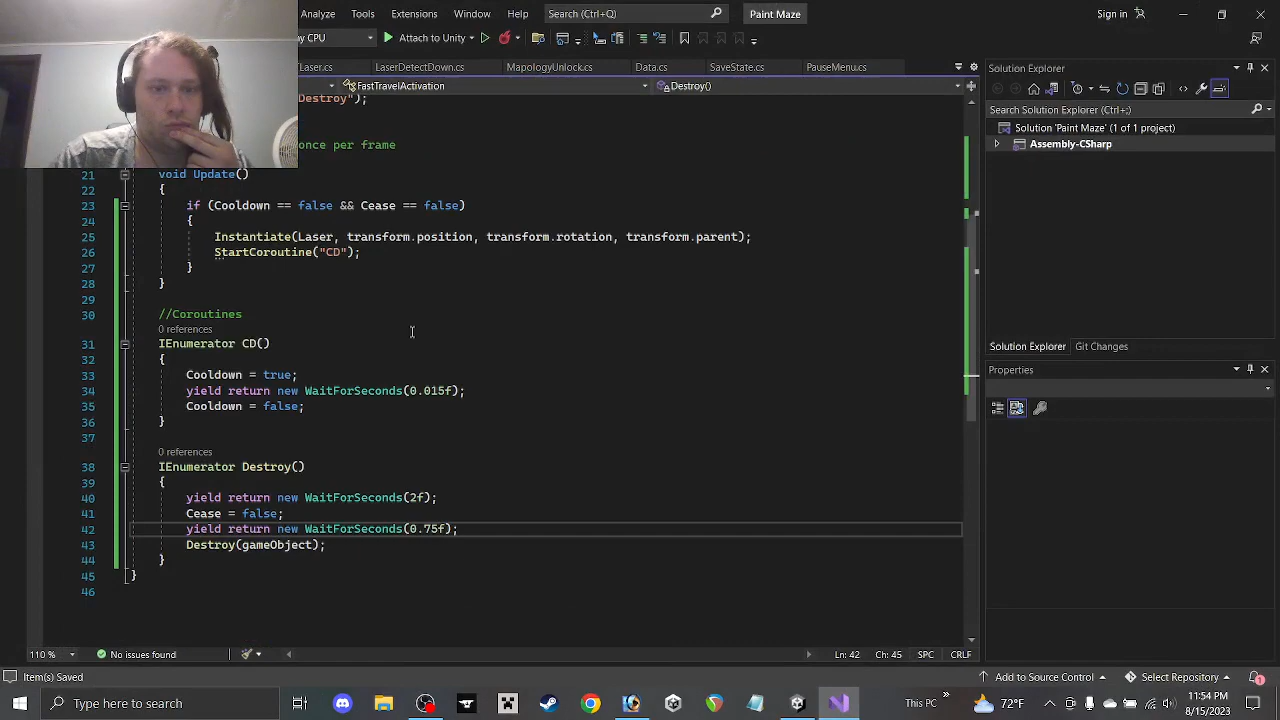 Analyze Tools Extensions Window Help Search (Ctrl+Q) Paint Maze Sign in
CPU Attach to Unity
Laser.cs LaserDetectDown.cs MapologyUnlock.cs Data.cs SaveState.cs PauseMenu.cs
FastTravelActivation Destroy()
Destroy");
once per frame
21 void Update()
22 {
23 if (Cooldown == false && Cease == false)
24 {
25 Instantiate(Laser, transform.position, transform.rotation, transform.parent);
26 StartCoroutine("CD");
27 }
28 }
29
30 //Coroutines
0 references
31 IEnumerator CD()
32 {
33 Cooldown = true;
34 yield return new WaitForSeconds(0.015f);
35 Cooldown = false;
36 }
37
0 references
38 IEnumerator Destroy()
39 {
40 yield return new WaitForSeconds(2f);
41 Cease = false;
42 yield return new WaitForSeconds(0.75f);
43 Destroy(gameObject);
44 }
45 }
46
110 % No issues found Ln: 42 Ch: 45 SPC CRLF
Solution Explorer
Search Solution Explorer (Ctrl+;)
Solution 'Paint Maze' (1 of 1 project)
Assembly-CSharp
Solution Explorer Git Changes
Properties
Item(s) Saved Add to Source Control Select Repository 1
Type here to search This PC 72°F 11:54 PM
8/15/2023